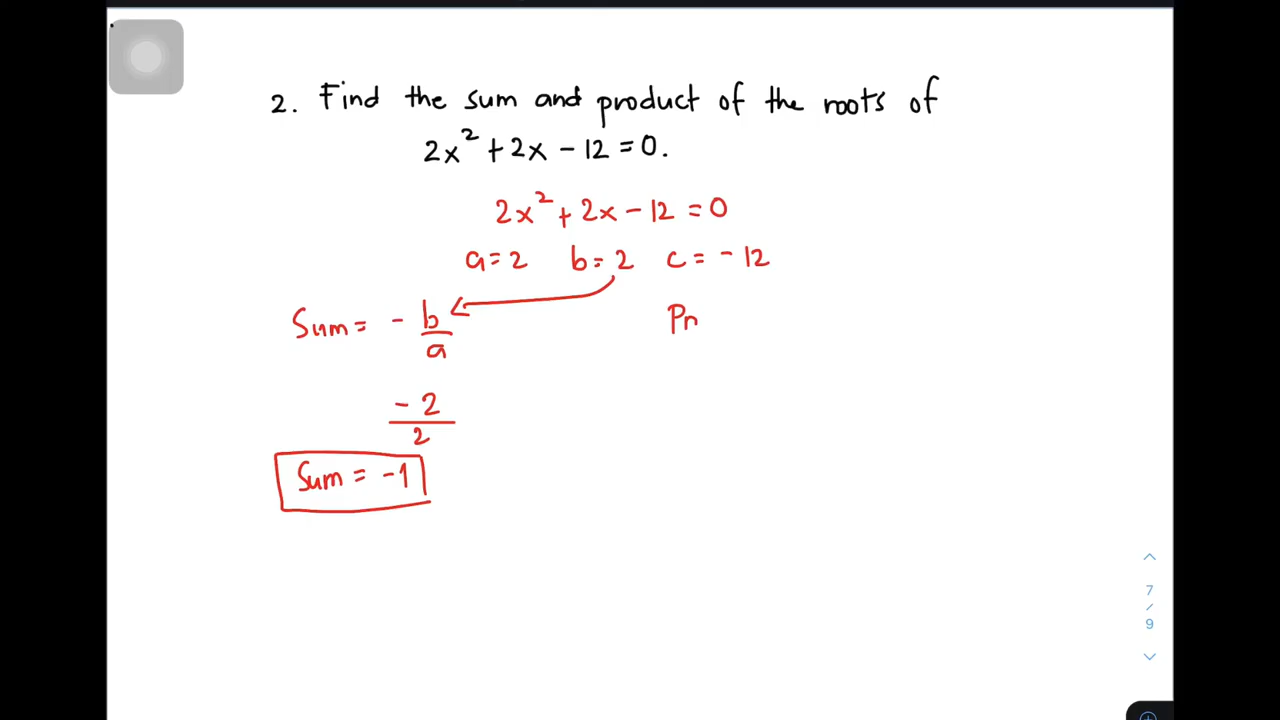 2. Find the sum and product of the roots of
2x² + 2x - 12 = 0.
2x² + 2x - 12 = 0
a = 2 b = 2 c = - 12
Sum = - b/a
Pr
- 2/2
Sum = - 1
7
/
9